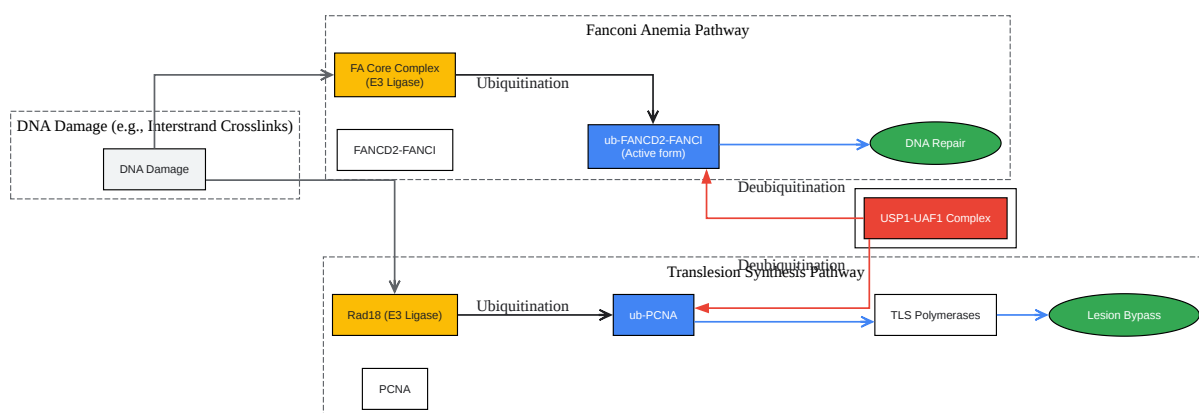 Fanconi Anemia Pathway
FA Core Complex
(E3 Ligase)
Ubiquitination
DNA Damage (e.g., Interstrand Crosslinks)
DNA Damage
FANCD2-FANCI
ub-FANCD2-FANCI
(Active form)
DNA Repair
Deubiquitination
USP1-UAF1 Complex
Deubiquitination
Translesion Synthesis Pathway
Rad18 (E3 Ligase)
Ubiquitination
ub-PCNA
TLS Polymerases
Lesion Bypass
PCNA